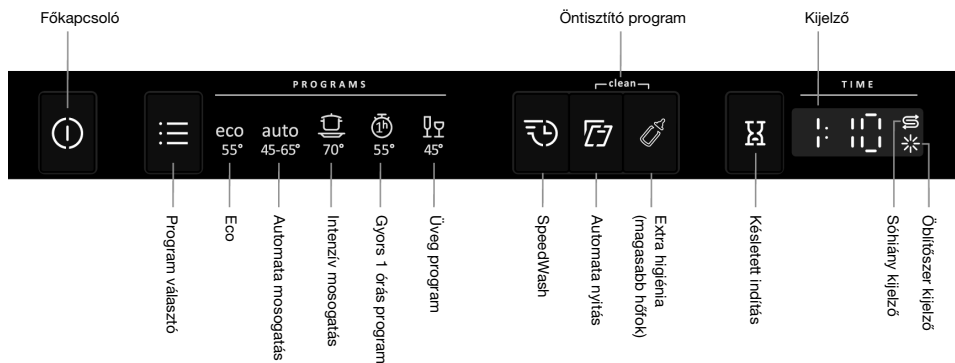 Főkapcsoló
Öntisztító program
Kijelző
PROGRAMS
clean
TIME
eco
55°
auto
45-65°
70°
1h
55°
45°
1:10
Program választó
Eco
Automata mosogatás
Intenzív mosogatás
Gyors 1 órás program
Üveg program
SpeedWash
Automata nyitás
Extra higiénia
(magasabb hőfok)
Késletett indítás
Sóhiány kijelző
Öblítőszer kijelző